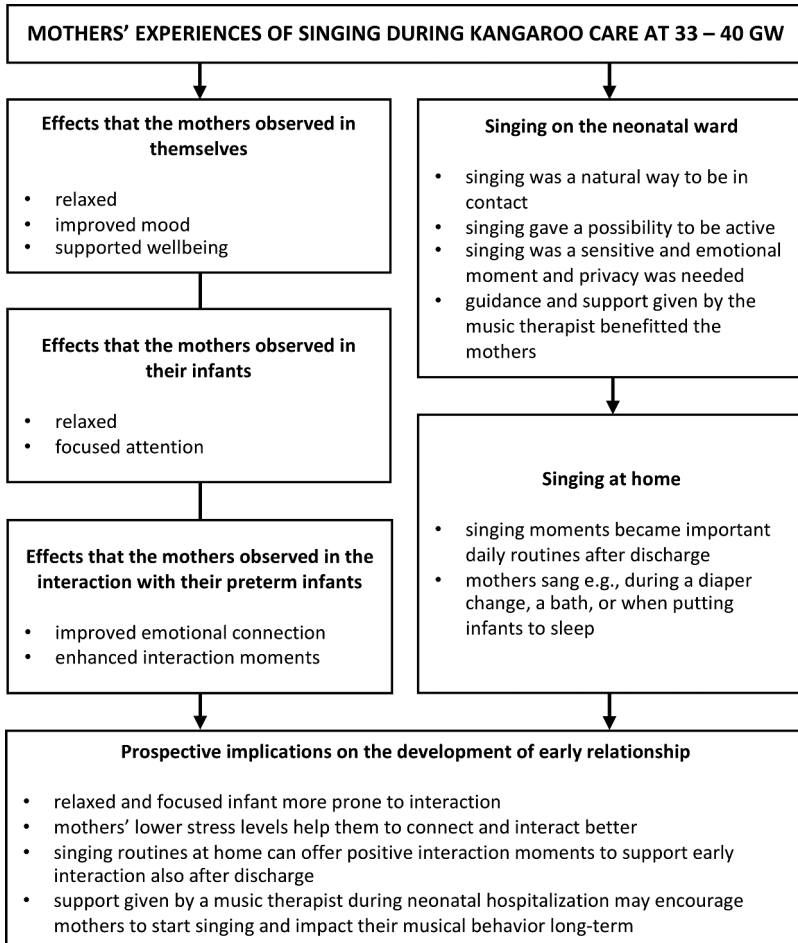 MOTHERS' EXPERIENCES OF SINGING DURING KANGAROO CARE AT 33 – 40 GW
Effects that the mothers observed in
themselves
• relaxed
• improved mood
• supported wellbeing
Effects that the mothers observed in
their infants
• relaxed
• focused attention
Effects that the mothers observed in the
interaction with their preterm infants
• improved emotional connection
• enhanced interaction moments
Singing on the neonatal ward
• singing was a natural way to be in
contact
• singing gave a possibility to be active
• singing was a sensitive and emotional
moment and privacy was needed
• guidance and support given by the
music therapist benefitted the
mothers
Singing at home
• singing moments became important
daily routines after discharge
• mothers sang e.g., during a diaper
change, a bath, or when putting
infants to sleep
Prospective implications on the development of early relationship
• relaxed and focused infant more prone to interaction
• mothers' lower stress levels help them to connect and interact better
• singing routines at home can offer positive interaction moments to support early
interaction also after discharge
• support given by a music therapist during neonatal hospitalization may encourage
mothers to start singing and impact their musical behavior long-term